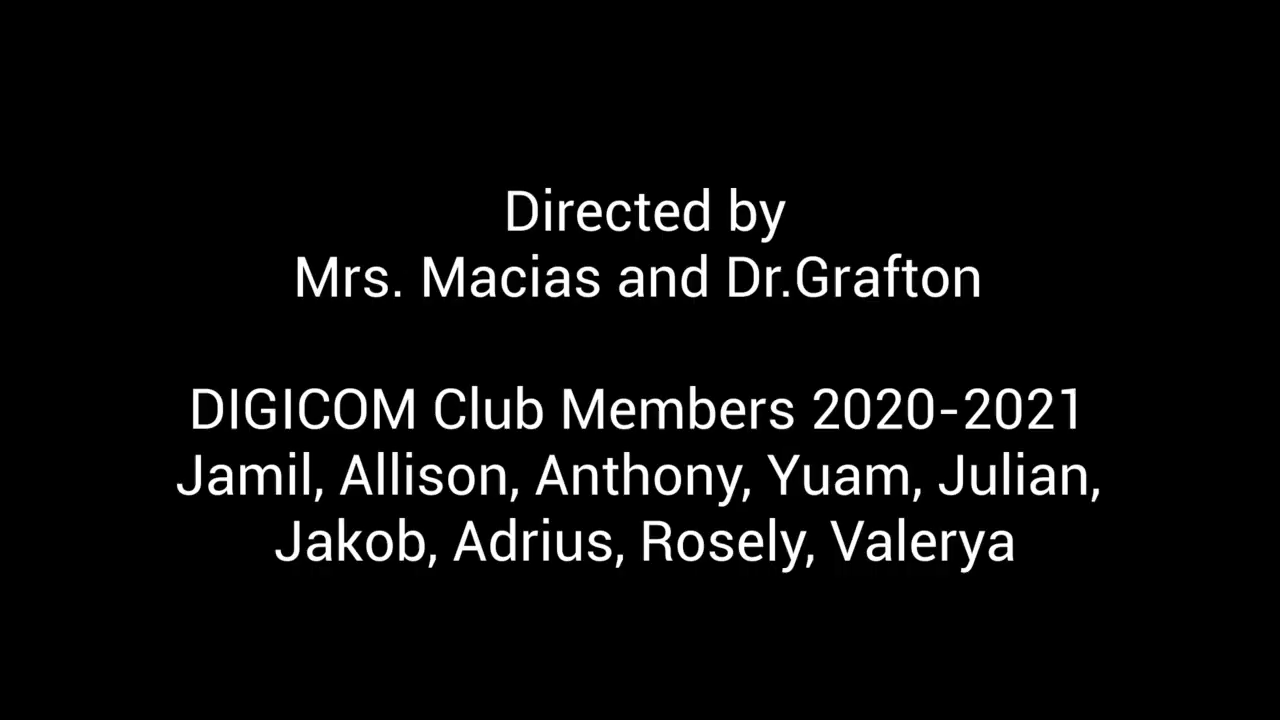 Directed by
Mrs. Macias and Dr.Grafton
DIGICOM Club Members 2020-2021
Jamil, Allison, Anthony, Yuam, Julian,
Jakob, Adrius, Rosely, Valerya